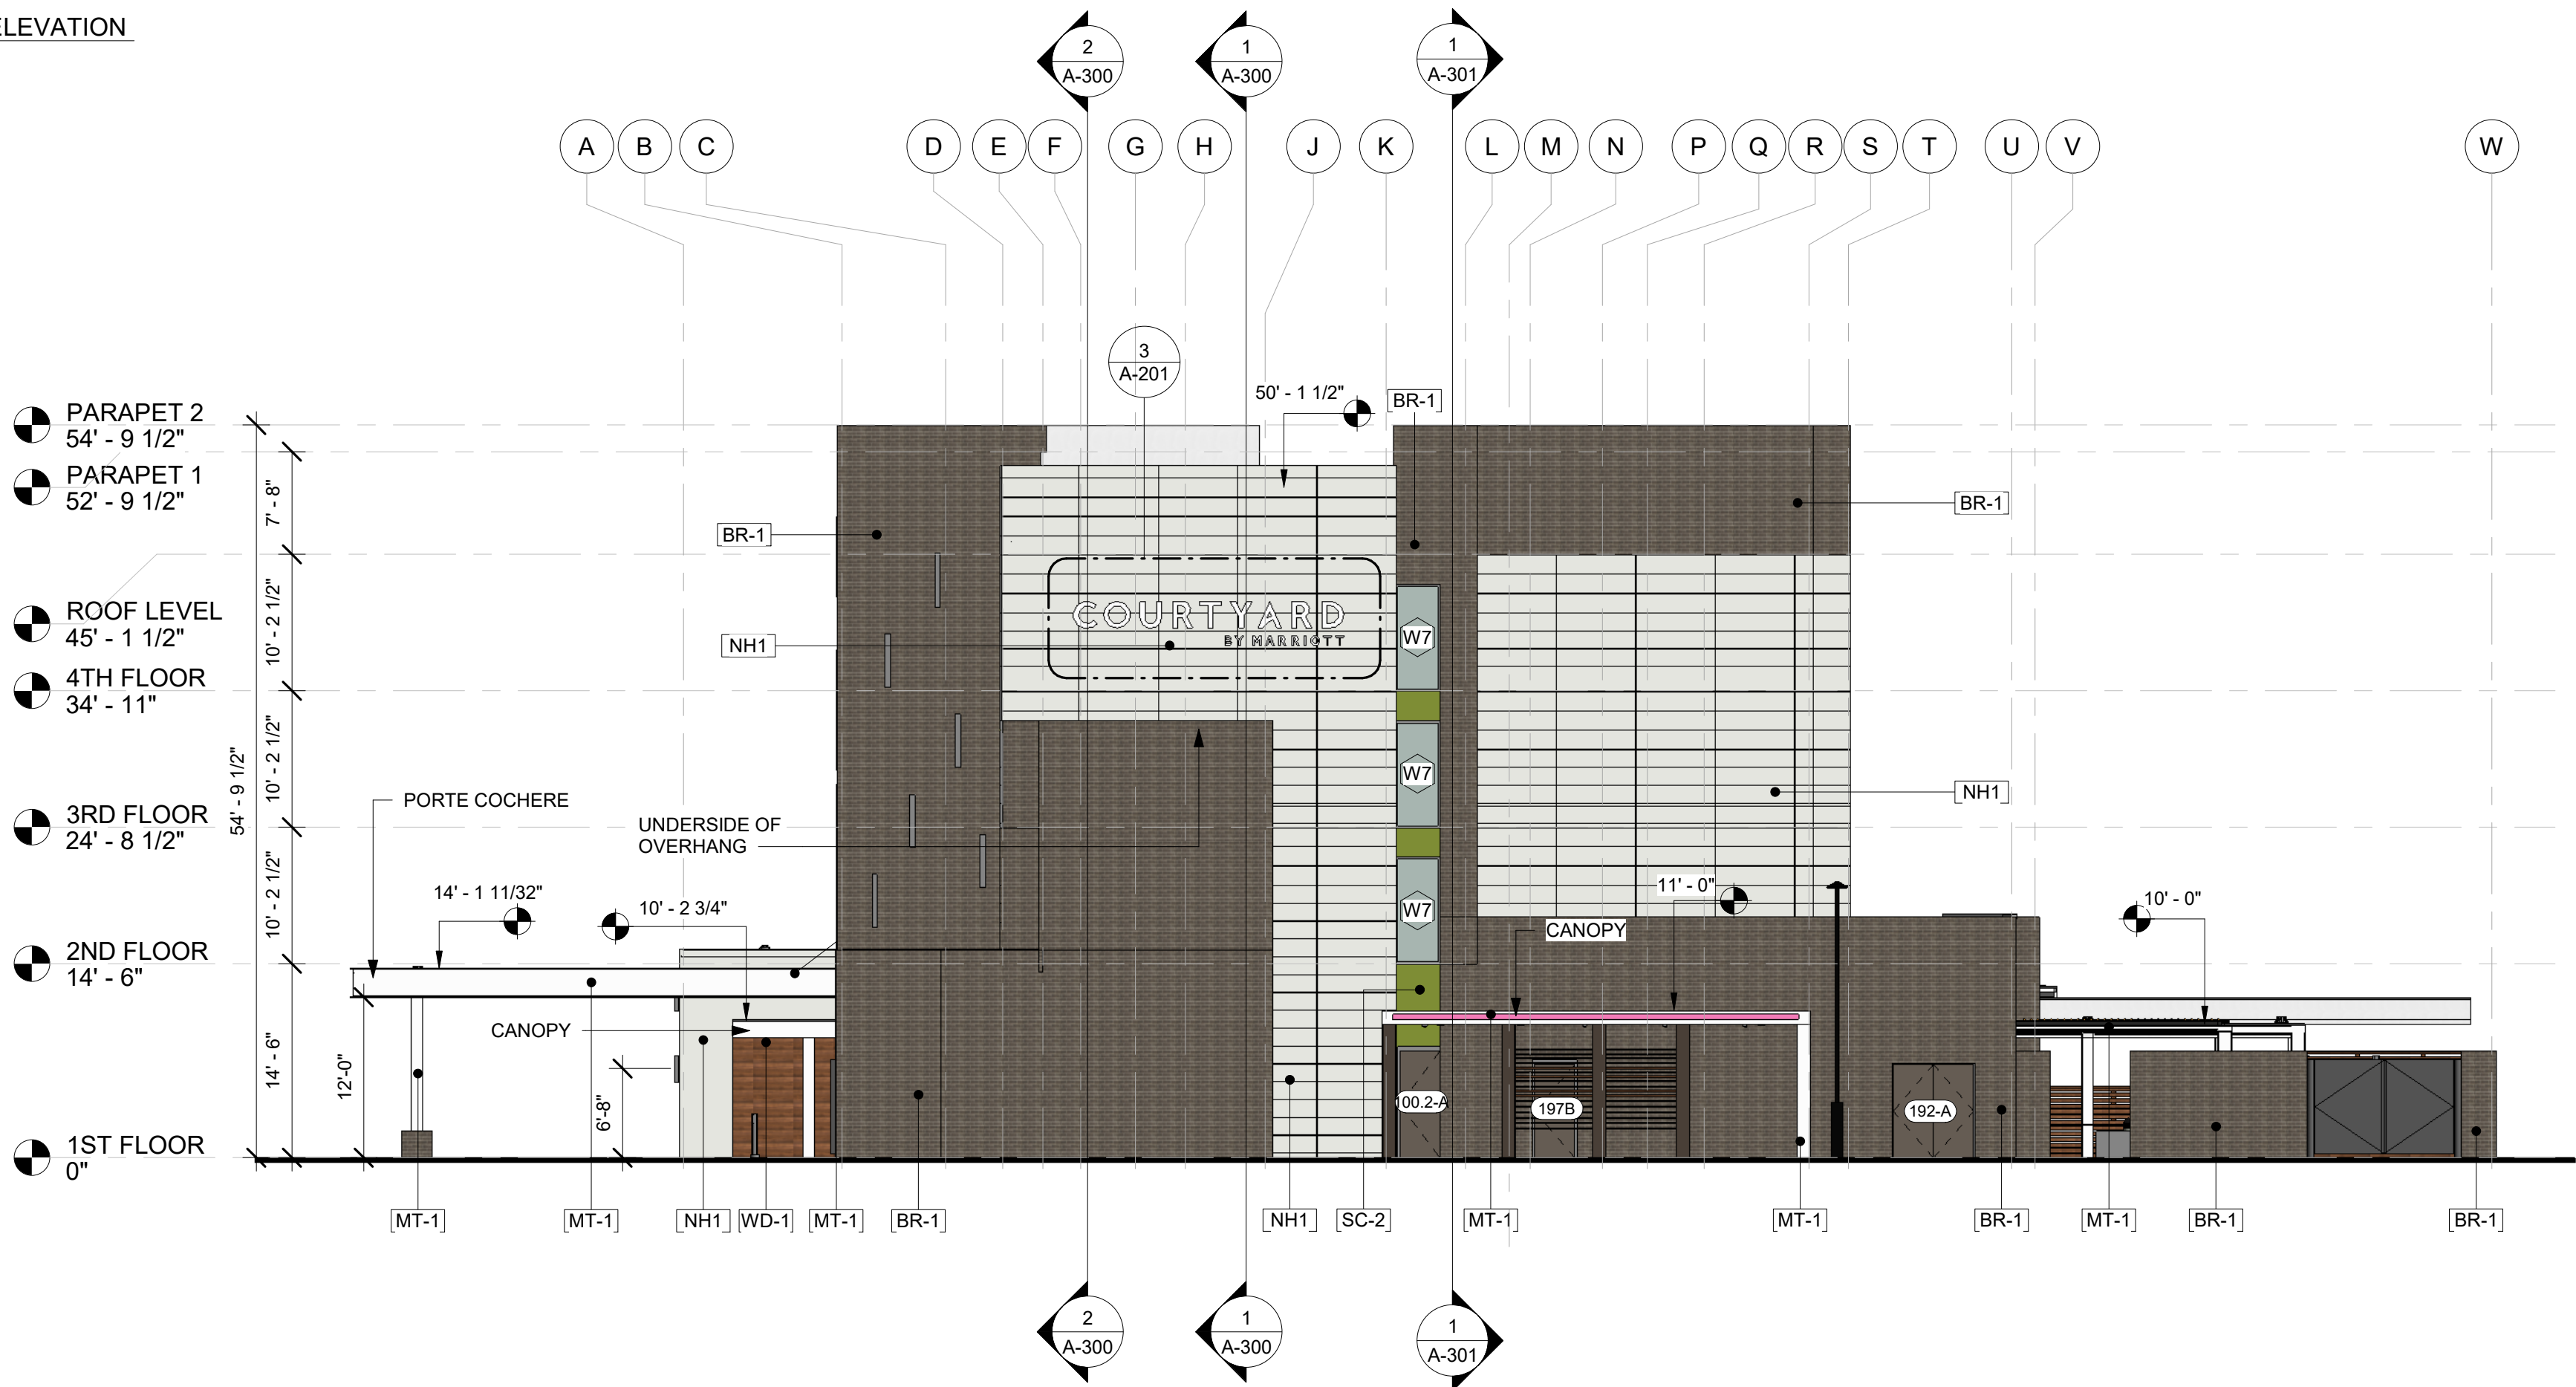 ELEVATION
2
A-300
1
A-300
1
A-301
A B C D E F G H J K L M N P Q R S T U V W
3
A-201
50' - 1 1/2"
BR-1
PARAPET 2
54' - 9 1/2"
PARAPET 1
52' - 9 1/2"
7' - 8"
BR-1
BR-1
ROOF LEVEL
45' - 1 1/2"
10' - 2 1/2"
COURTYARD
BY MARRIOTT
NH1
W7
4TH FLOOR
34' - 11"
10' - 2 1/2"
54' - 9 1/2"
W7
NH1
PORTE COCHERE
3RD FLOOR
24' - 8 1/2"
UNDERSIDE OF
OVERHANG
10' - 2 1/2"
14' - 1 11/32"
10' - 2 3/4"
W7
11' - 0"
10' - 0"
CANOPY
2ND FLOOR
14' - 6"
CANOPY
14' - 6"
12'-0"
6'-8"
100.2-A
197B
192-A
1ST FLOOR
0"
MT-1 MT-1 NH1 WD-1 MT-1 BR-1 NH1 SC-2 MT-1 MT-1 BR-1 MT-1 BR-1 BR-1
2
A-300
1
A-300
1
A-301